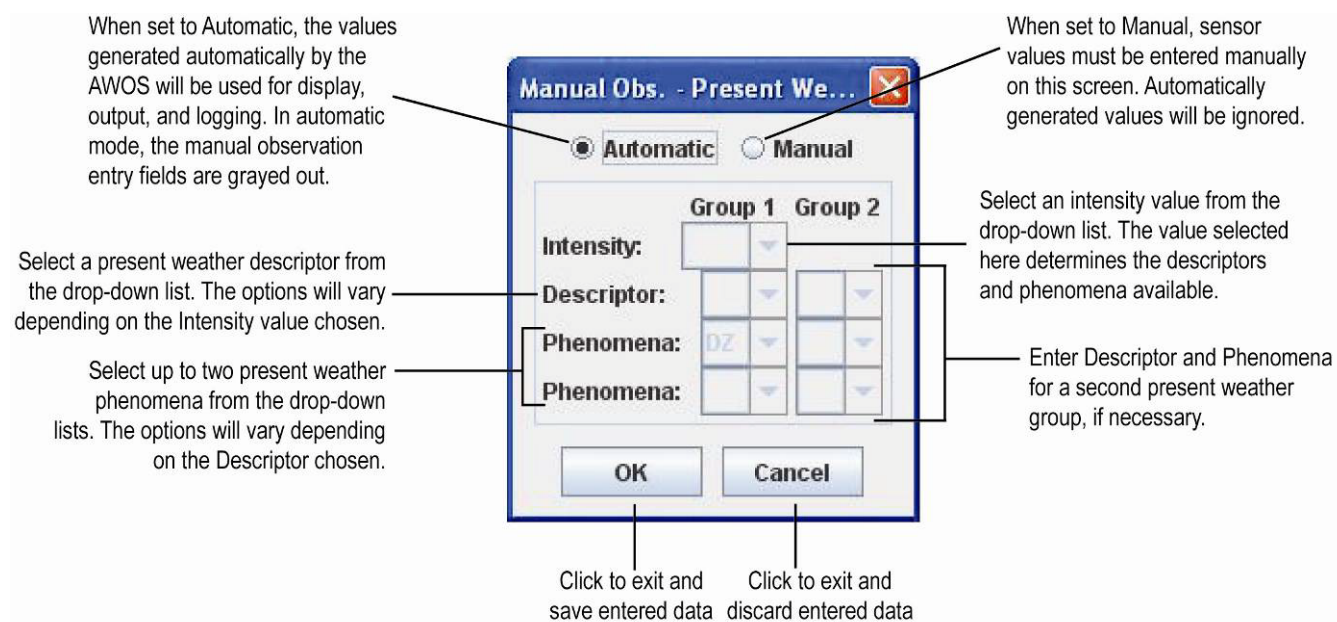 When set to Automatic, the values
generated automatically by the
AWOS will be used for display,
output, and logging. In automatic
mode, the manual observation
entry fields are grayed out.
When set to Manual, sensor
values must be entered manually
on this screen. Automatically
generated values will be ignored.
Manual Obs. - Present We...
Automatic Manual
Group 1 Group 2
Intensity:
Descriptor:
Phenomena: DZ
Phenomena:
OK Cancel
Select a present weather descriptor from
the drop-down list. The options will vary
depending on the Intensity value chosen.
Select up to two present weather
phenomena from the drop-down
lists. The options will vary depending
on the Descriptor chosen.
Select an intensity value from the
drop-down list. The value selected
here determines the descriptors
and phenomena available.
Enter Descriptor and Phenomena
for a second present weather
group, if necessary.
Click to exit and
save entered data
Click to exit and
discard entered data